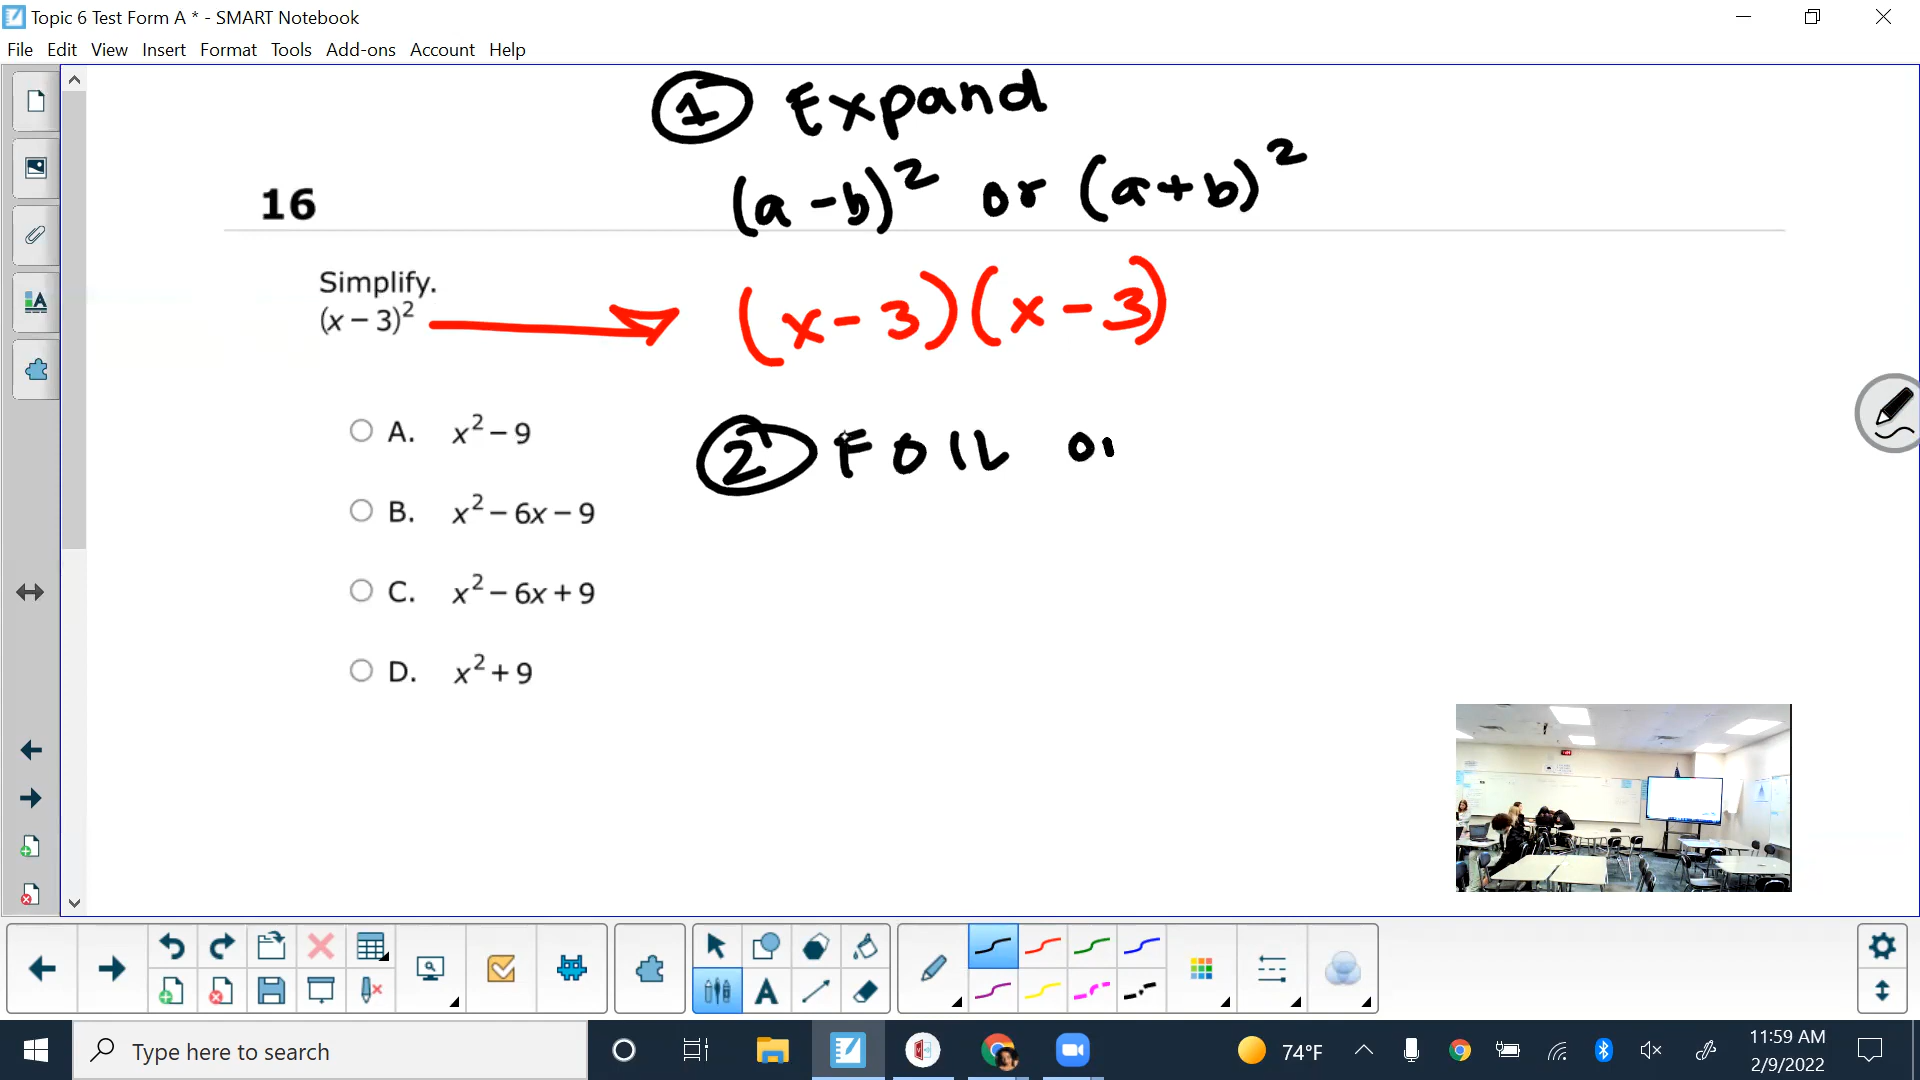 Topic 6 Test Form A * - SMART Notebook
File Edit View Insert Format Tools Add-ons Account Help
① Expand
(a - b)² or (a + b)²
16
Simplify.
(x – 3)²
(x - 3)(x - 3)
A. x² – 9
② FOIL or
B. x² – 6x – 9
C. x² – 6x + 9
D. x² + 9
Type here to search
74°F
11:59 AM
2/9/2022